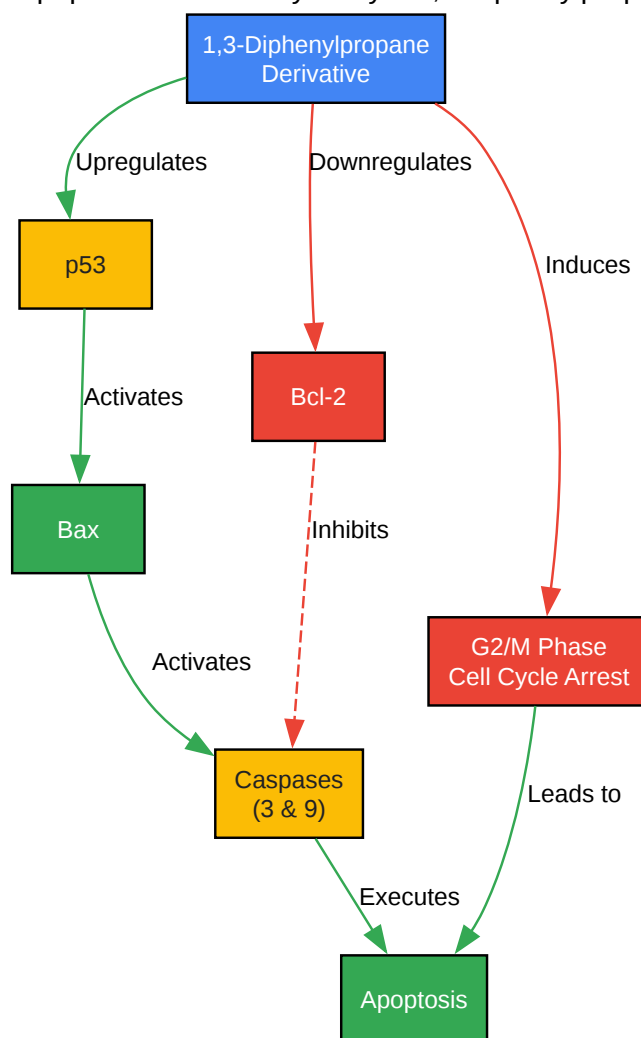 1,3-Diphenylpropane
Derivative
Upregulates
Downregulates
p53
Induces
Activates
Bcl-2
Bax
Inhibits
Activates
G2/M Phase
Cell Cycle Arrest
Caspases
(3 & 9)
Leads to
Executes
Apoptosis